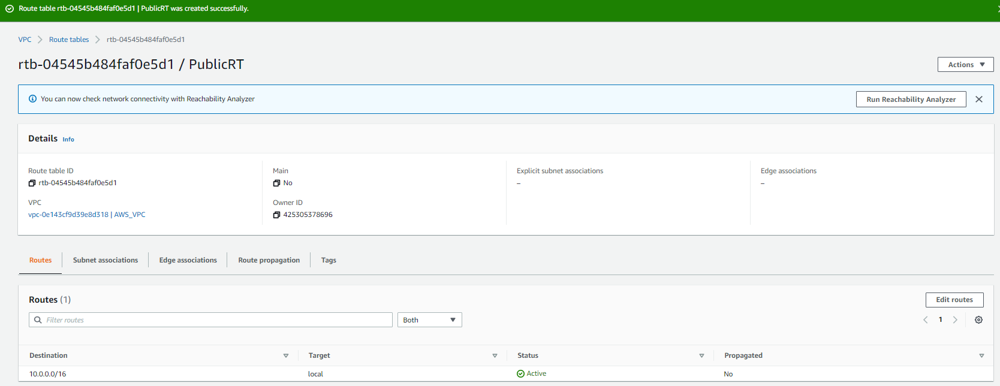 Route table rtb-04545b484faf0e5d1 | PublicRT was created successfully.
VPC Route tables rtb-04545b484faf0e5d1
rtb-04545b484faf0e5d1 / PublicRT
Actions
You can now check network connectivity with Reachability Analyzer
Run Reachability Analyzer
Details Info
Route table ID
rtb-04545b484faf0e5d1
VPC
vpc-0e143cf9d39e8d318 | AWS_VPC
Main
No
Owner ID
425305378696
Explicit subnet associations
–
Edge associations
–
Routes Subnet associations Edge associations Route propagation Tags
Routes (1)
Edit routes
Filter routes
Both
1
Destination Target Status Propagated
10.0.0.0/16 local Active No